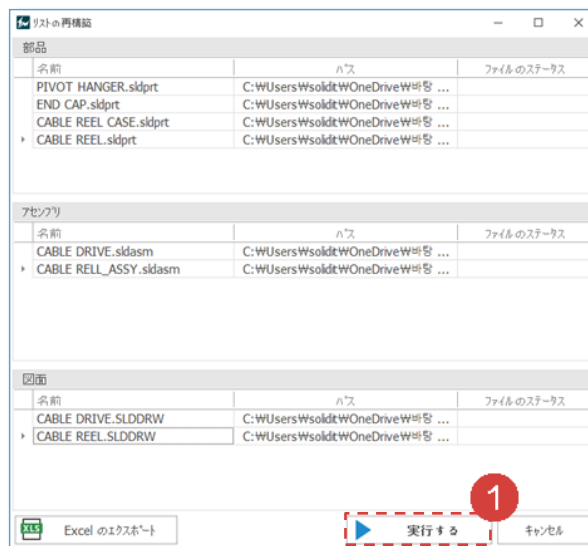 リストの再構築
部品
名前 パス ファイルのステータス
PIVOT HANGER.sldprt C:₩Users₩solidit₩OneDrive₩바탕 ...
END CAP.sldprt C:₩Users₩solidit₩OneDrive₩바탕 ...
CABLE REEL CASE.sldprt C:₩Users₩solidit₩OneDrive₩바탕 ...
CABLE REEL.sldprt C:₩Users₩solidit₩OneDrive₩바탕 ...
アセンブリ
名前 パス ファイルのステータス
CABLE DRIVE.sldasm C:₩Users₩solidit₩OneDrive₩바탕 ...
CABLE RELL_ASSY.sldasm C:₩Users₩solidit₩OneDrive₩바탕 ...
図面
名前 パス ファイルのステータス
CABLE DRIVE.SLDDRW C:₩Users₩solidit₩OneDrive₩바탕 ...
CABLE REEL.SLDDRW C:₩Users₩solidit₩OneDrive₩바탕 ...
1
XLS Excel のエクスポート 実行する キャンセル